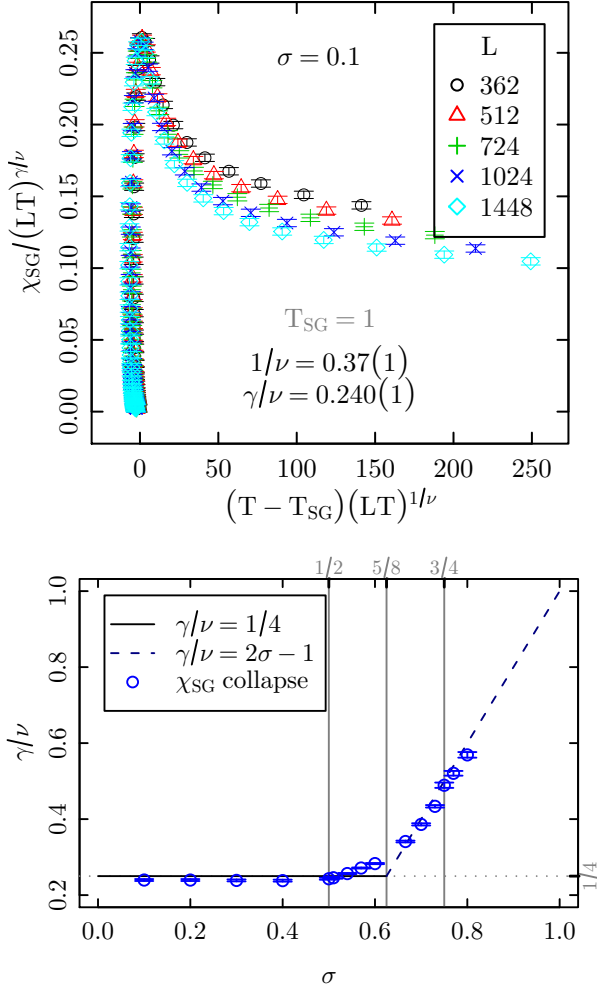 σ = 0.1
L
362
512
724
1024
1448
T_SG = 1
1/ν = 0.37(1)
γ/ν = 0.240(1)
χ_SG/(LT)^γ/ν
0.00 0.05 0.10 0.15 0.20 0.25
0 50 100 150 200 250
(T − T_SG)(LT)^1/ν
1/2 5/8 3/4
γ/ν = 1/4
γ/ν = 2σ − 1
χ_SG collapse
γ/ν
0.2 0.4 0.6 0.8 1.0
1/4
0.0 0.2 0.4 0.6 0.8 1.0
σ